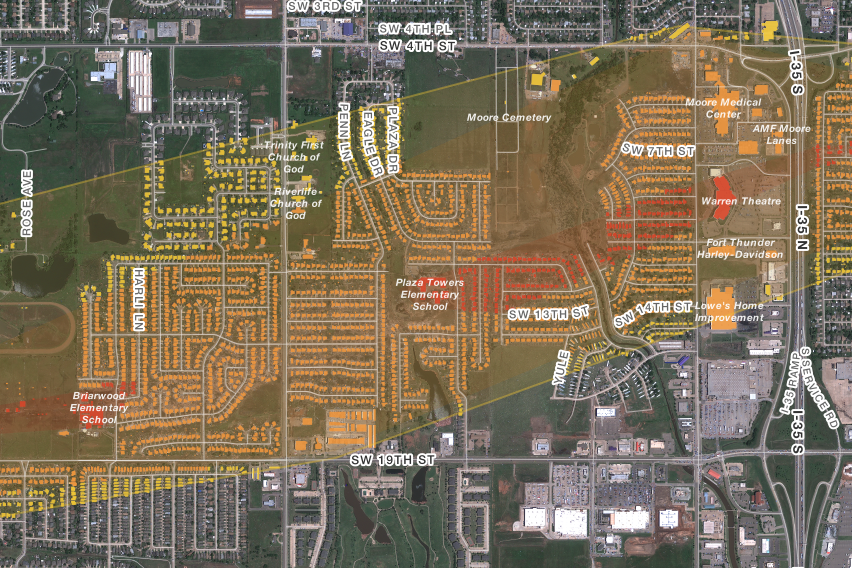 SW 3RD ST
SW 4TH PL
SW 4TH ST
I-35 S
PENNY LN
EAGLE DR
PLAZA DR
Moore Cemetery
Moore Medical
Center
AMF Moore
Lanes
Trinity First
Church of
God
SW 7TH ST
ROSE AVE
Riverlife
Church of
God
Warren Theatre
I-35 N
Fort Thunder
Harley-Davidson
HARLI LN
Plaza Towers
Elementary
School
SW 13TH ST
SW 14TH ST
Lowe's Home
Improvement
YULE
I-35 RAMP
S SERVICE RD
Briarwood
Elementary
School
I-35 S
SW 19TH ST